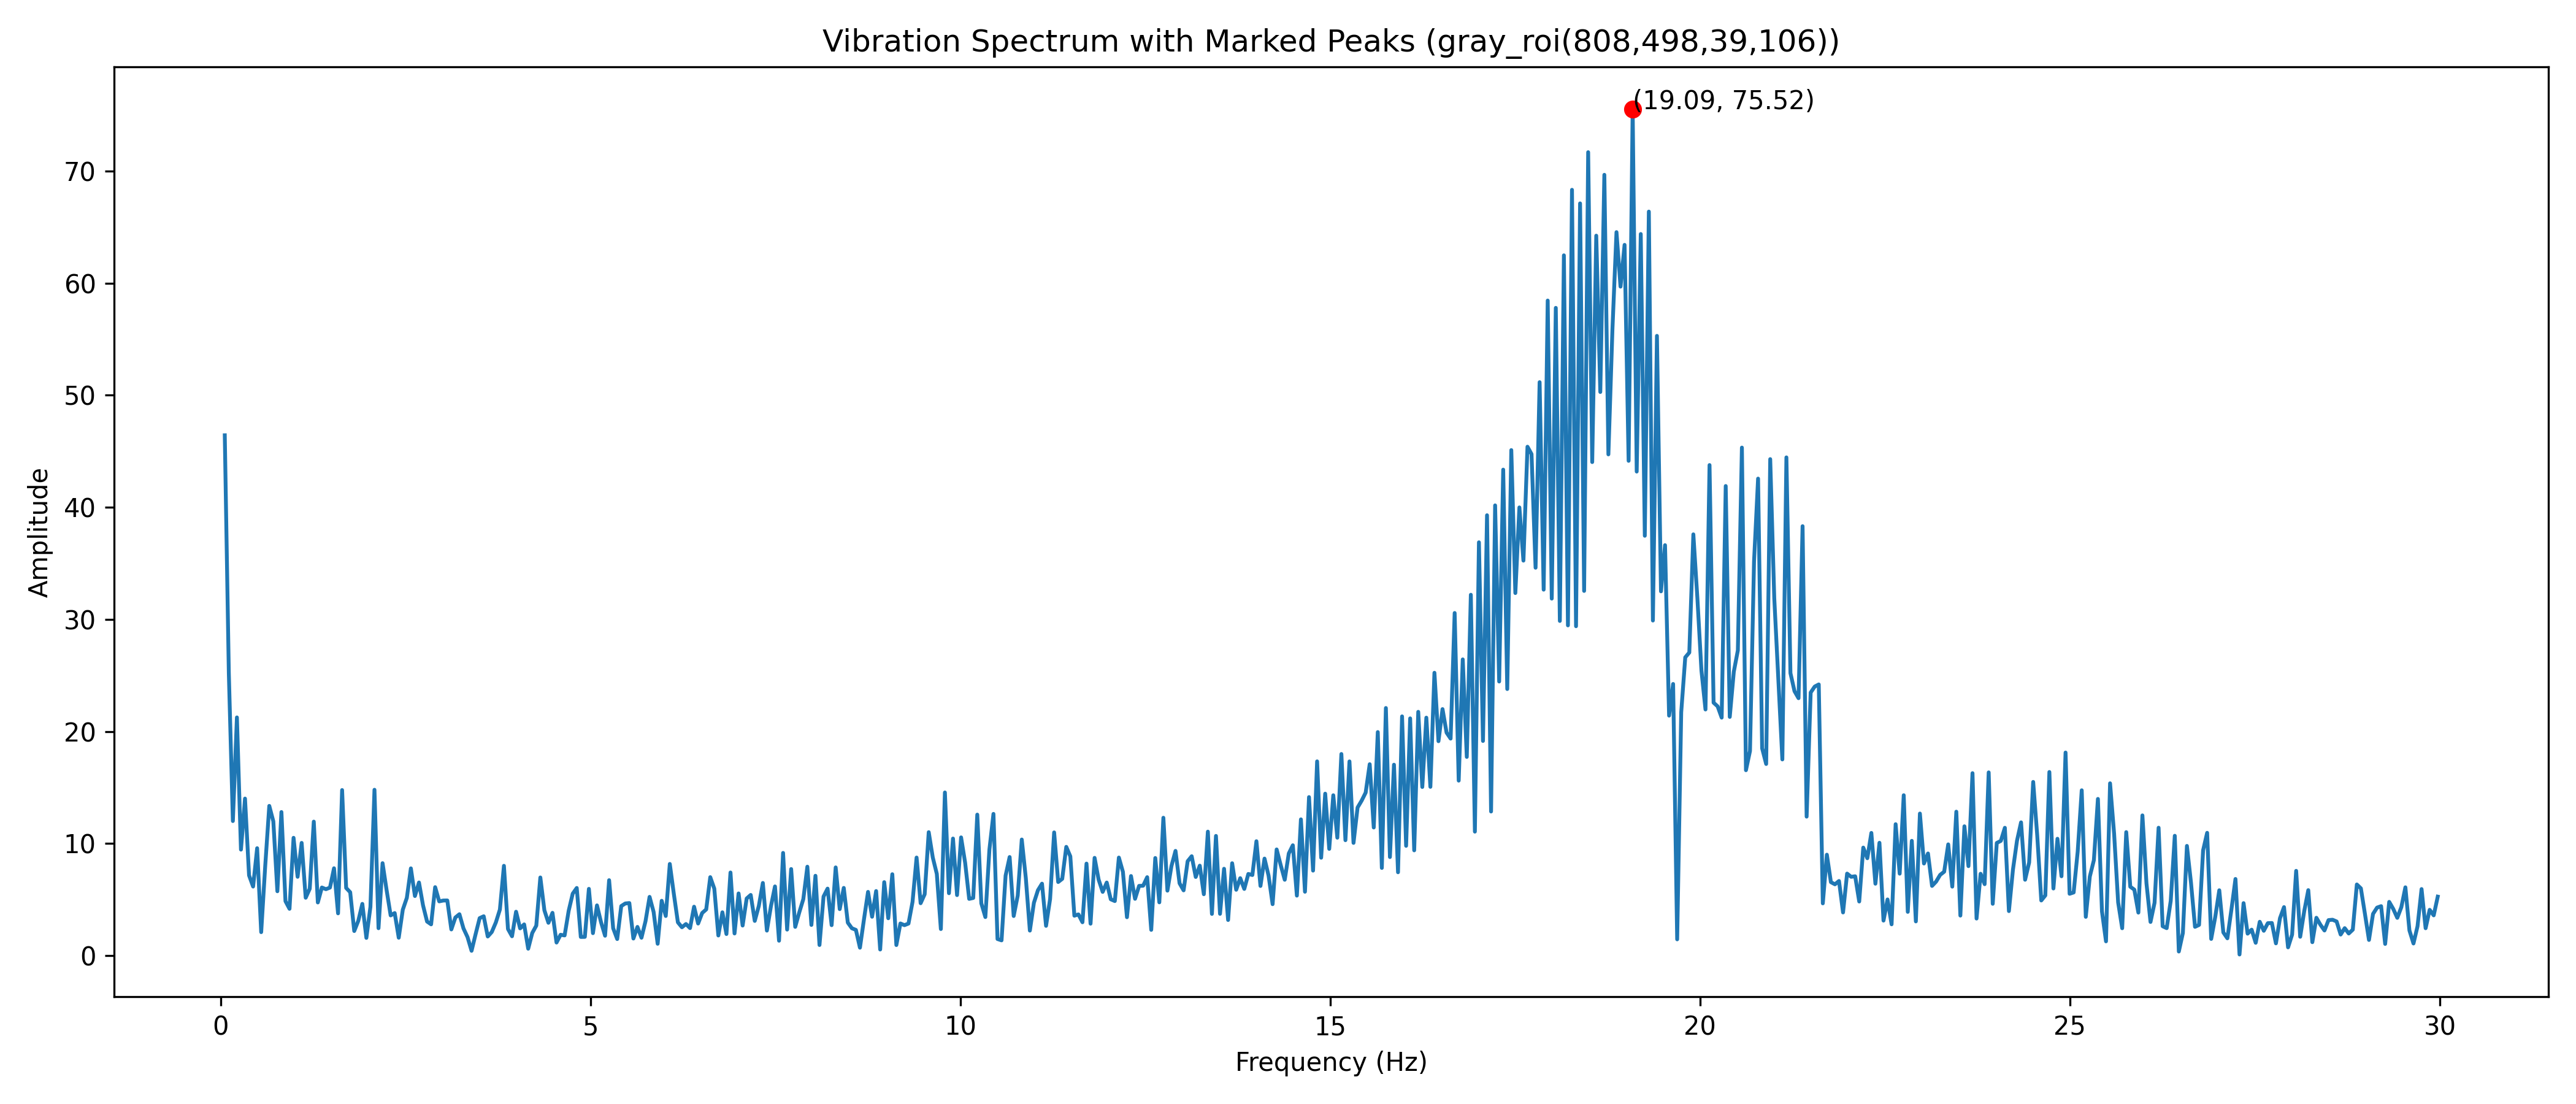 Vibration Spectrum with Marked Peaks (gray_roi(808,498,39,106))
(19.09, 75.52)
70
60
50
40
30
20
10
0
Amplitude
0 5 10 15 20 25 30
Frequency (Hz)